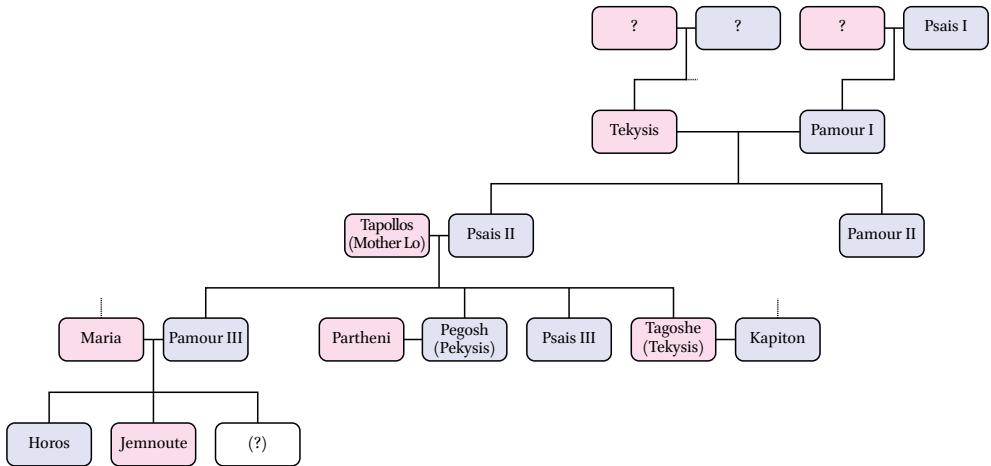 ?
?
?
Psais I
Tekysis
Pamour I
Tapollos
(Mother Lo)
Psais II
Pamour II
Maria
Pamour III
Partheni
Pegosh
(Pekysis)
Psais III
Tagoshe
(Tekysis)
Kapiton
Horos
Jemnoute
(?)